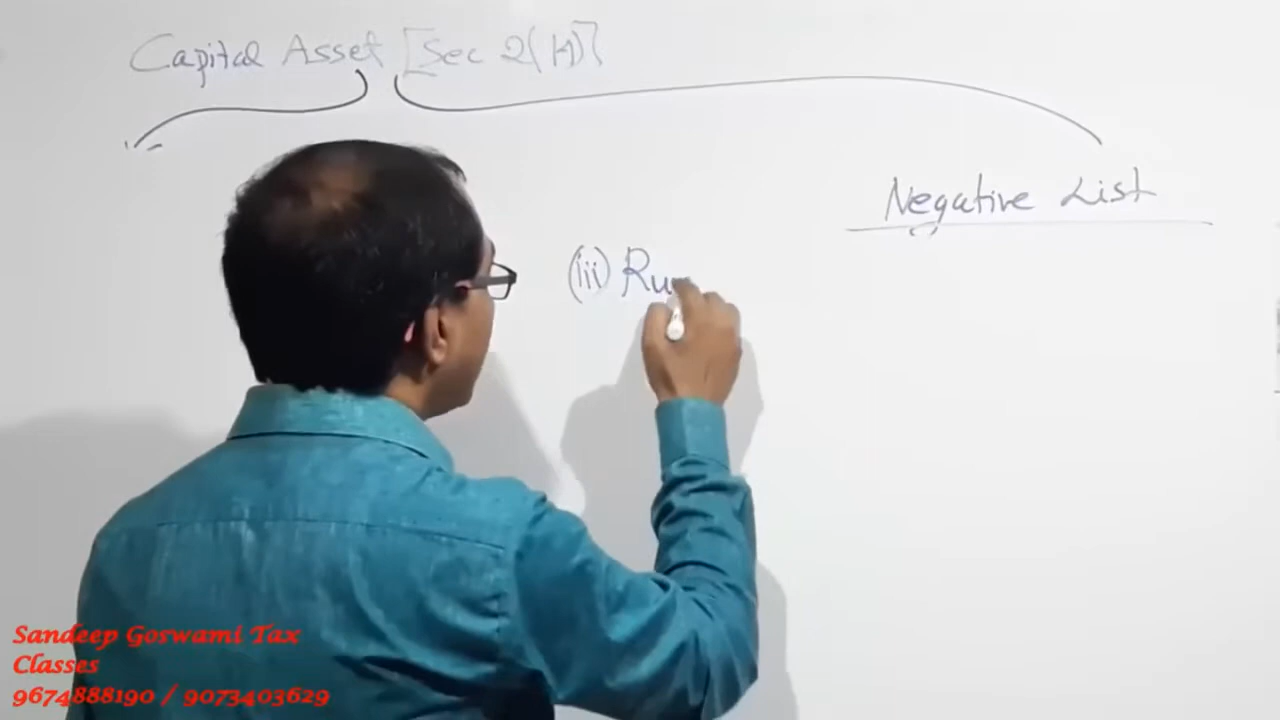 Capital Asset [Sec 2(14)]
Negative List
(iii) Ru
Sandeep Goswami Tax
Classes
9674888190 / 9073403629